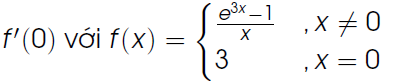 f'(0) với f(x) = { (e^{3x} − 1)/x , x ≠ 0
3 , x = 0